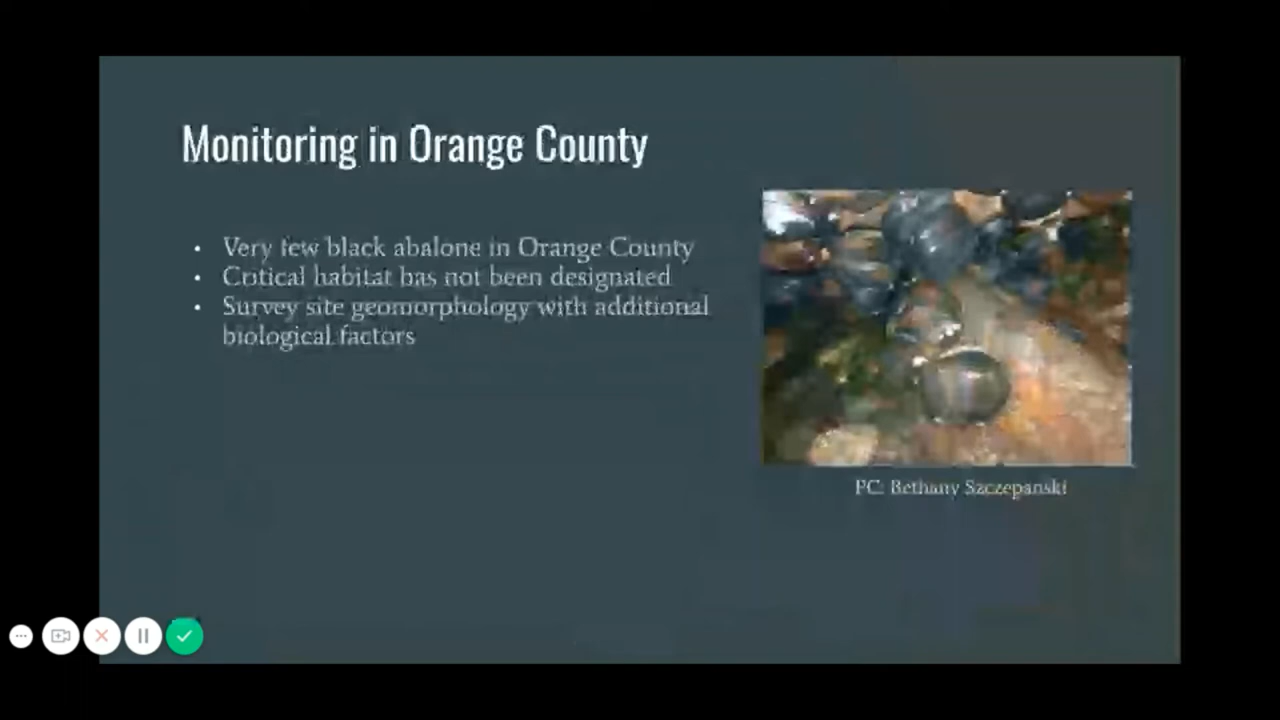 Monitoring in Orange County
• Very few black abalone in Orange County
• Critical habitat has not been designated
• Survey site geomorphology with additional
biological factors
PC: Bethany Szczepanski